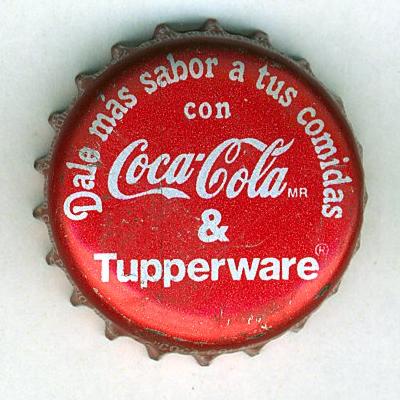 Dale más sabor a tus comidas
con
Coca-Cola MR
&
Tupperware ®